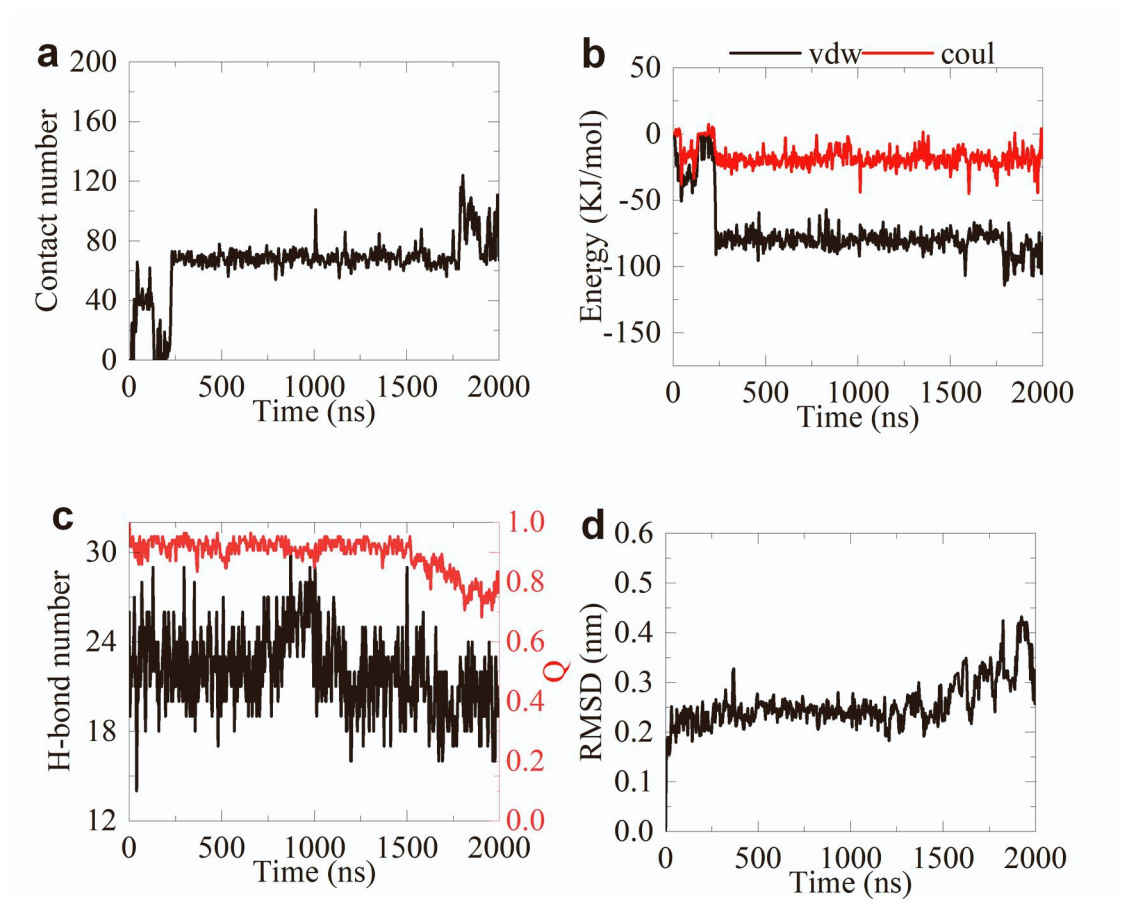 a
200
160
120
80
40
0
Contact number
0 500 1000 1500 2000
Time (ns)
b
vdw coul
50
0
-50
-100
-150
Energy (KJ/mol)
0 500 1000 1500 2000
Time (ns)
c
30
24
18
12
H-bond number
1.0
0.8
0.6
0.4
0.2
0.0
Q
0 500 1000 1500 2000
Time (ns)
d
0.6
0.5
0.4
0.3
0.2
0.1
0.0
RMSD (nm)
0 500 1000 1500 2000
Time (ns)